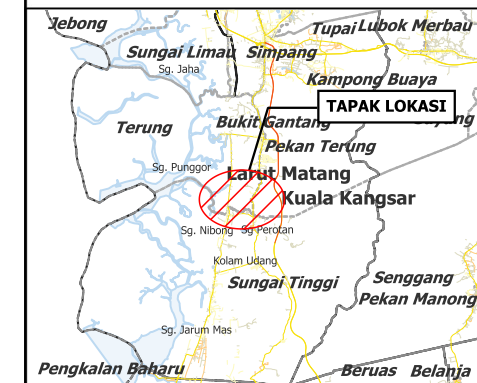 Jebong
Tupai
Lubok Merbau
Sungai Limau
Simpang
Sg. Jaha
Kampong Buaya
TAPAK LOKASI
Terung
Bukit Gantang
Pekan Terung
Sg. Punggor
Larut Matang
Kuala Kangsar
Sg. Nibong
Sg Perotan
Kolam Udang
Sungai Tinggi
Senggang
Pekan Manong
Sg. Jarum Mas
Pengkalan Baharu
Beruas
Belanja